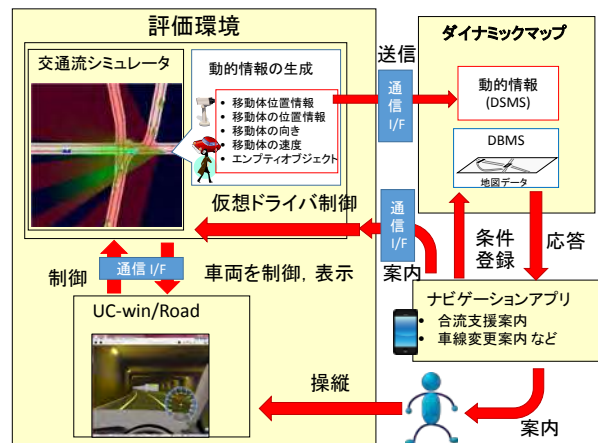 評価環境
交通流シミュレータ
動的情報の生成
• 移動体位置情報
• 移動体の位置情報
• 移動体の向き
• 移動体の速度
• エンプティオブジェクト
送信
通信 I/F
ダイナミックマップ
動的情報
(DSMS)
DBMS
地図データ
仮想ドライバ制御
通信 I/F
案内
条件
登録
応答
制御
通信 I/F
車両を制御，表示
UC-win/Road
ナビゲーションアプリ
• 合流支援案内
• 車線変更案内 など
操縦
案内